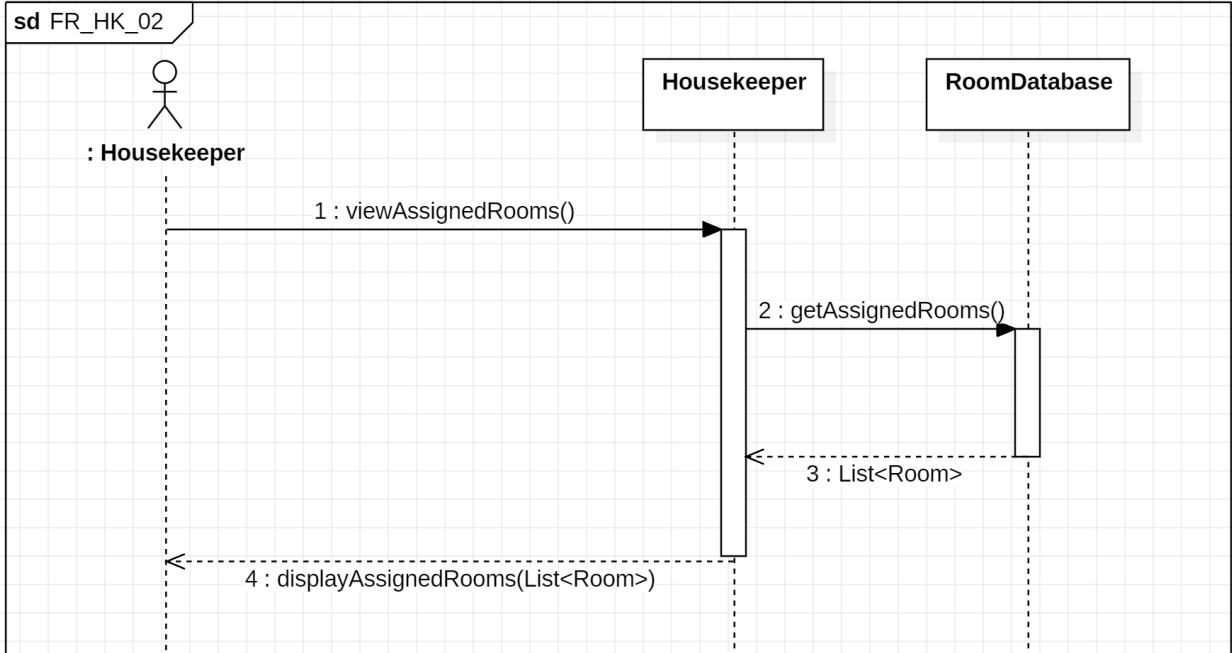 sd FR_HK_02
: Housekeeper
Housekeeper
RoomDatabase
1 : viewAssignedRooms()
2 : getAssignedRooms()
3 : List<Room>
4 : displayAssignedRooms(List<Room>)